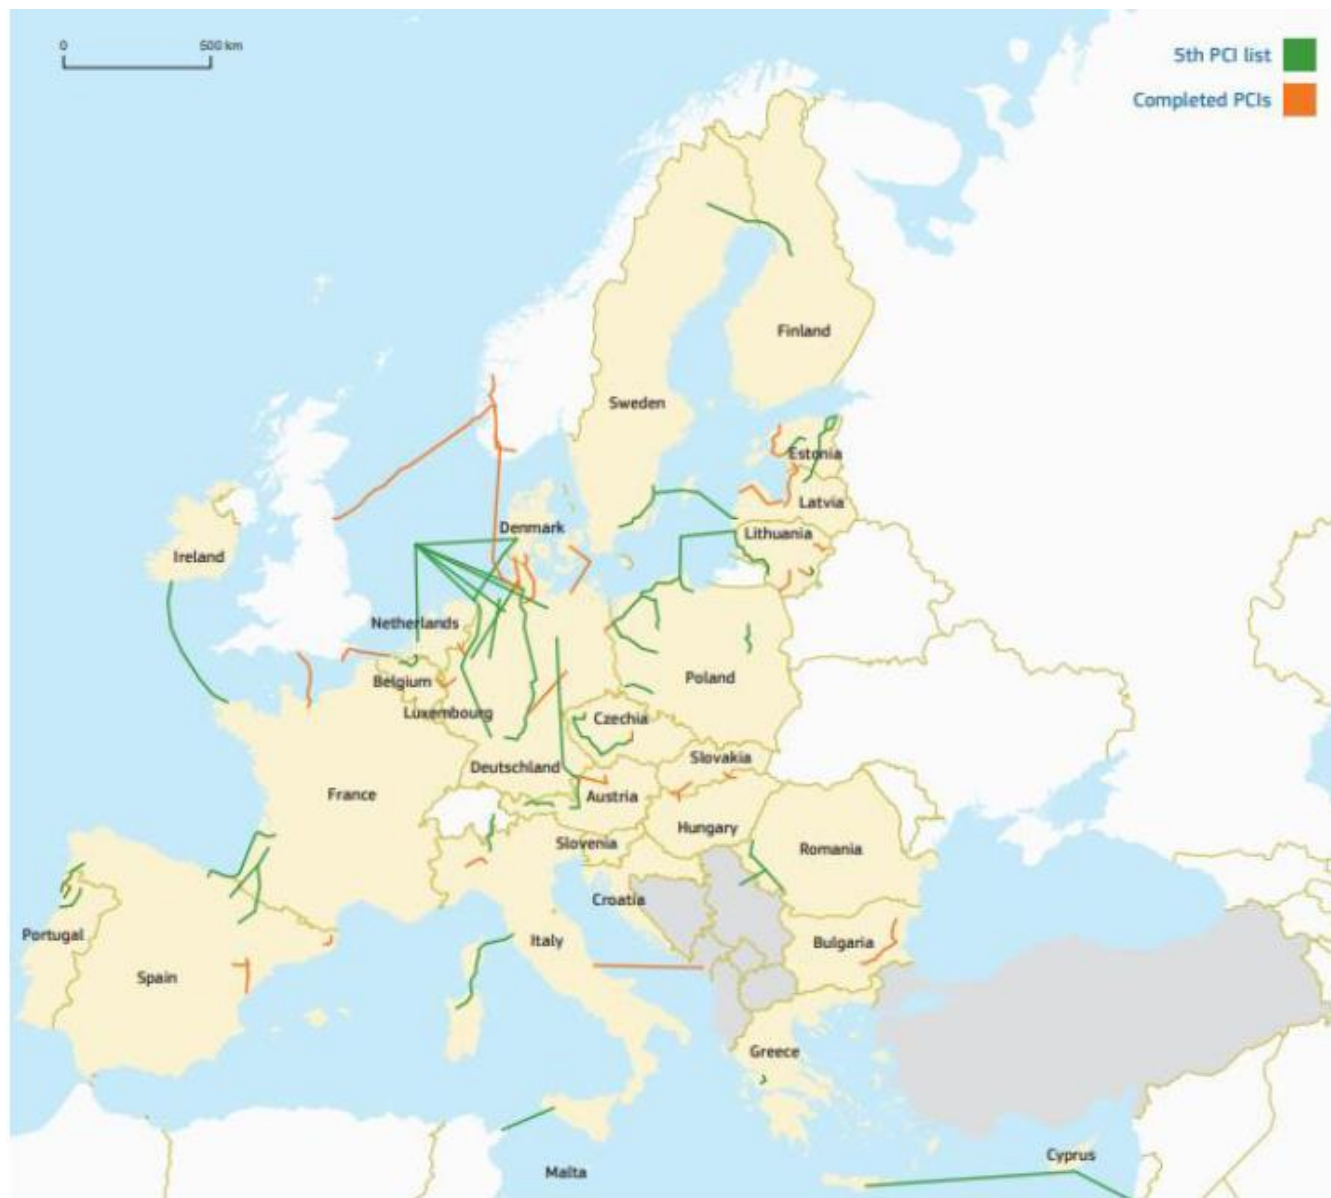 0 500 km
5th PCI list
Completed PCIs
Finland
Sweden
Estonia
Latvia
Denmark
Lithuania
Ireland
Netherlands
Belgium
Poland
Luxembourg
Czechia
Slovakia
Deutschland
France
Austria
Hungary
Slovenia
Romania
Croatia
Portugal
Italy
Bulgaria
Spain
Greece
Cyprus
Malta